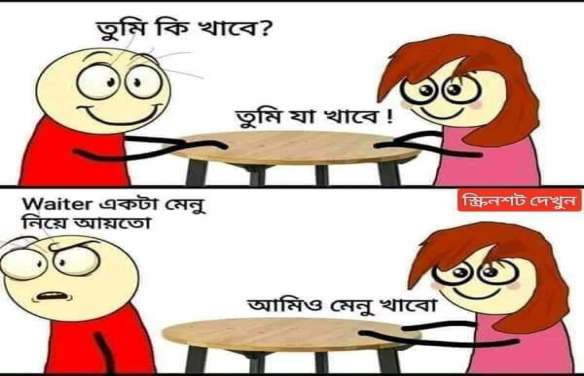 তুমি কি খাবে?
তুমি যা খাবে !
Waiter একটা মেনু
নিয়ে আয়তো
স্ক্রিনশট দেখুন
আমিও মেনু খাবো